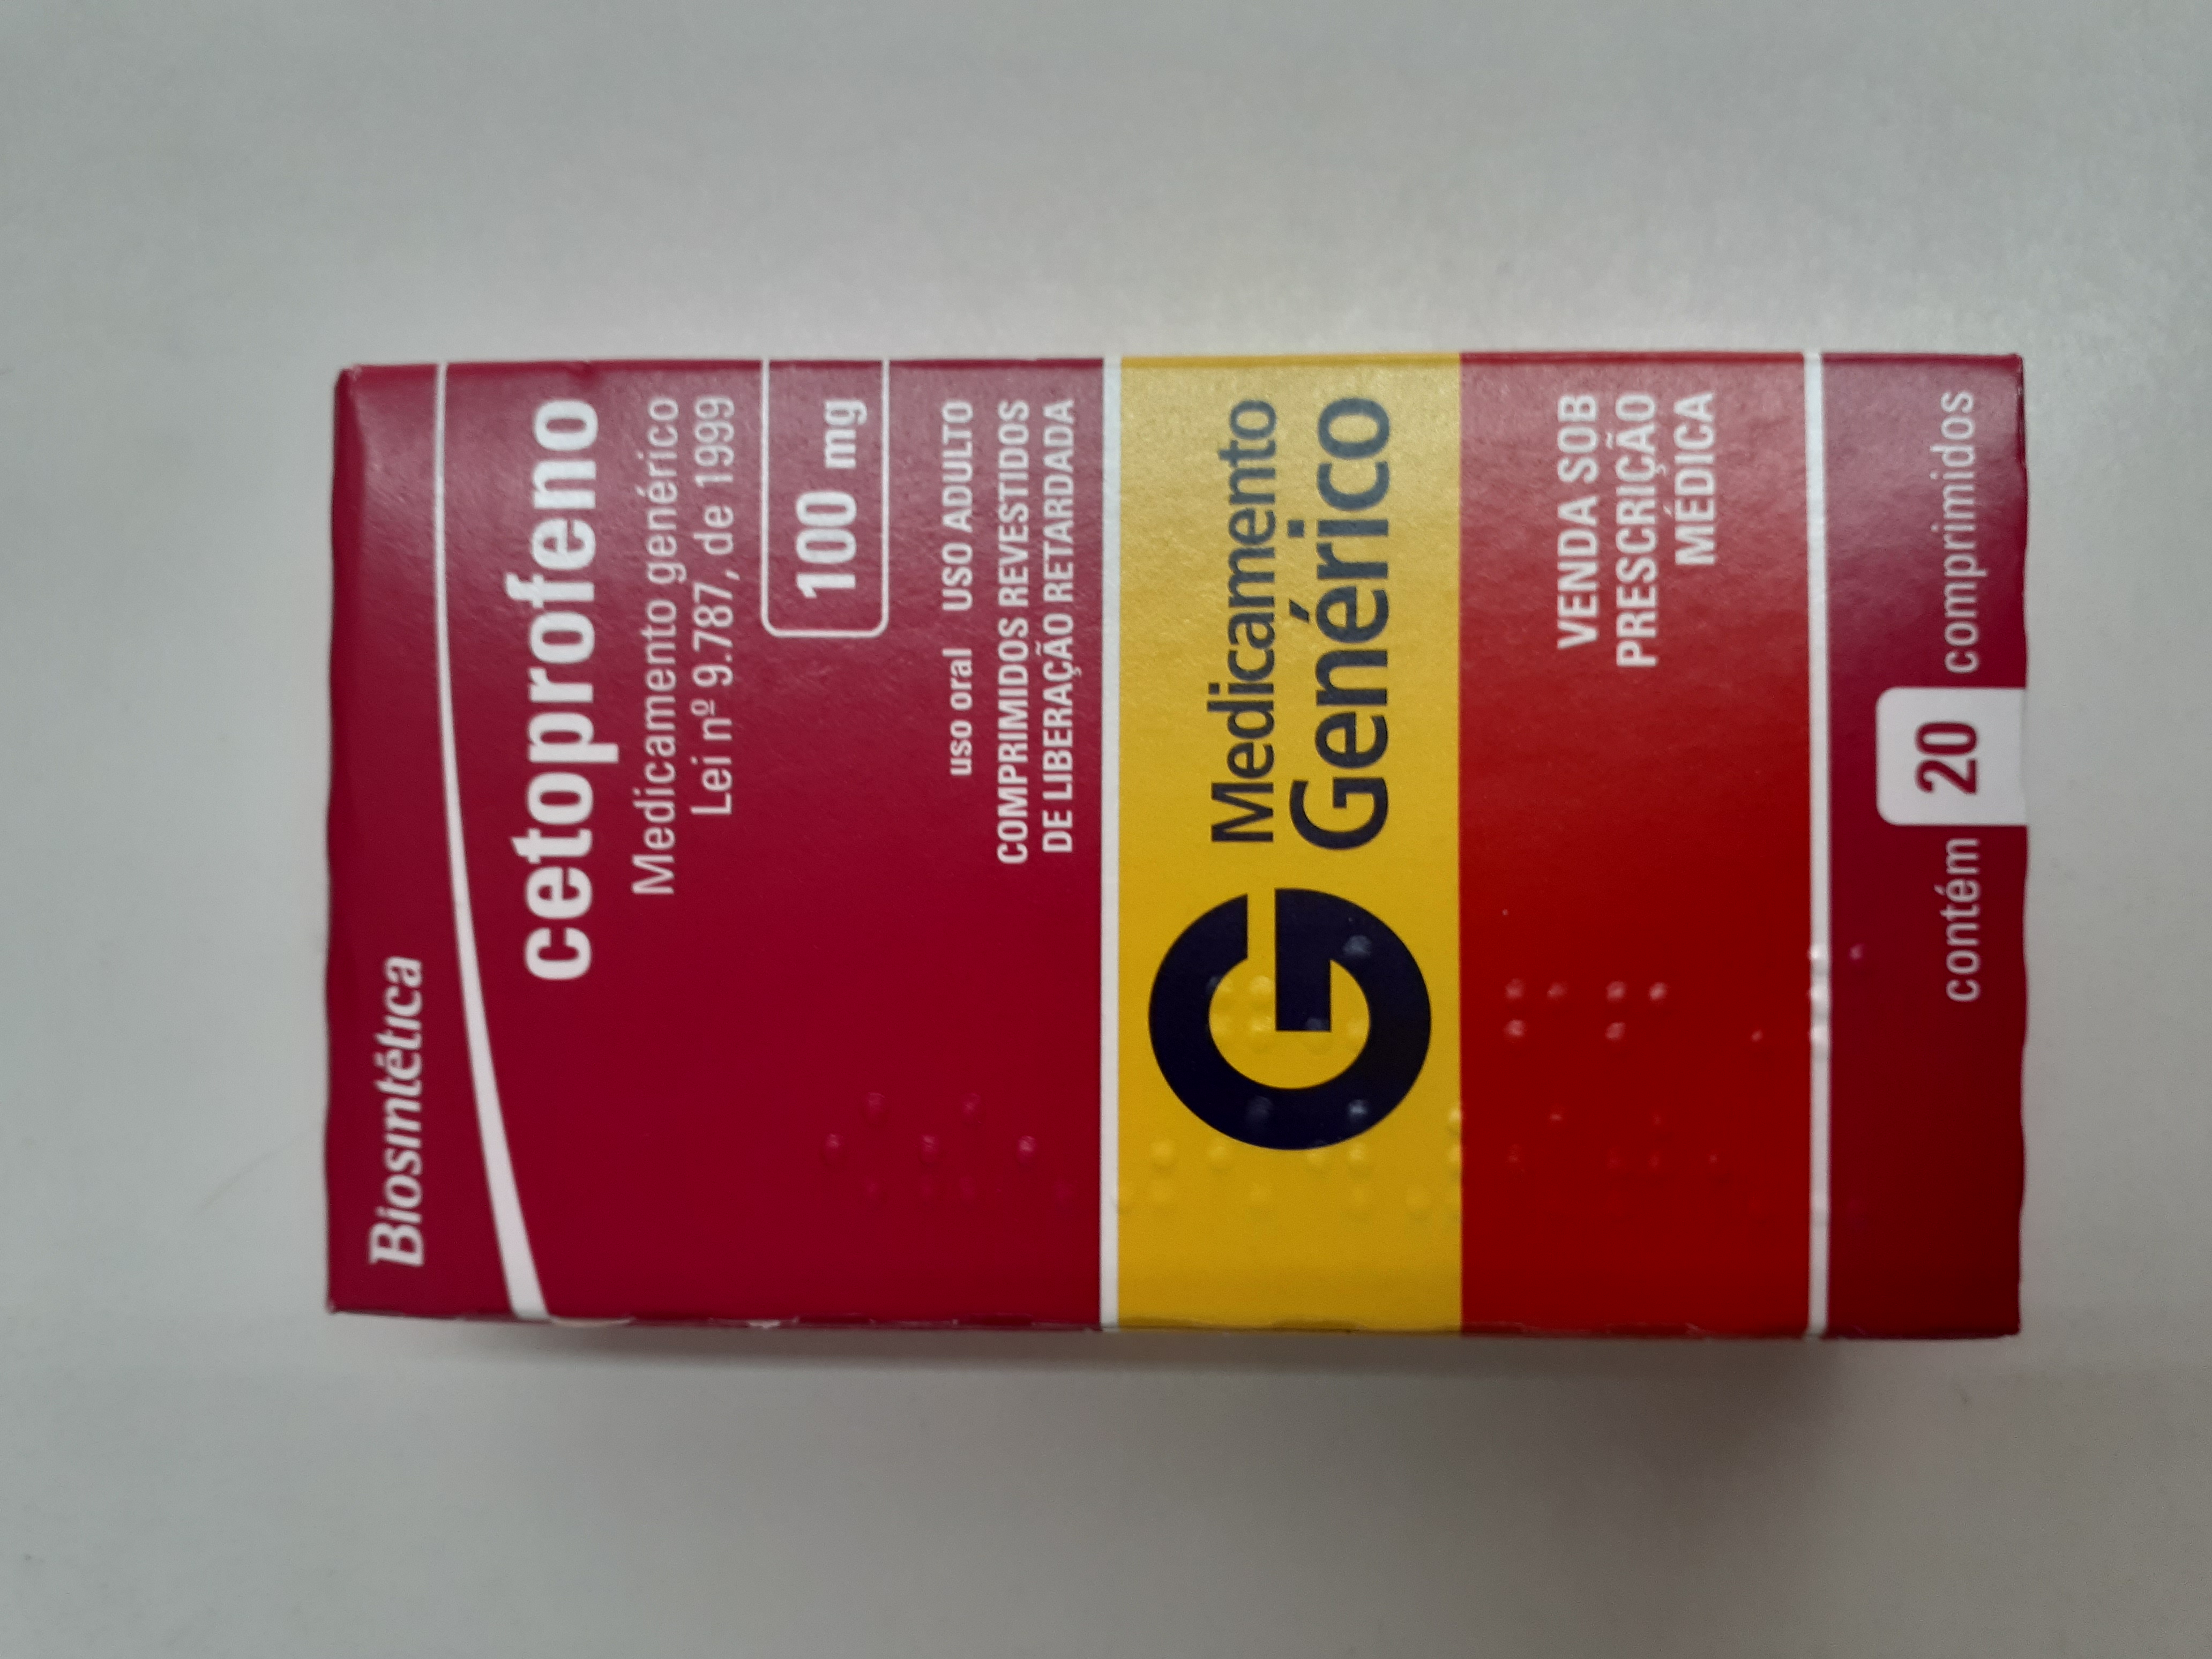 Biosintética
cetoprofeno
Medicamento genérico
Lei nº 9.787, de 1999
100 mg
uso oral USO ADULTO
COMPRIMIDOS REVESTIDOS
DE LIBERAÇÃO RETARDADA
G Medicamento
Genérico
VENDA SOB
PRESCRIÇÃO
MÉDICA
contém 20 comprimidos